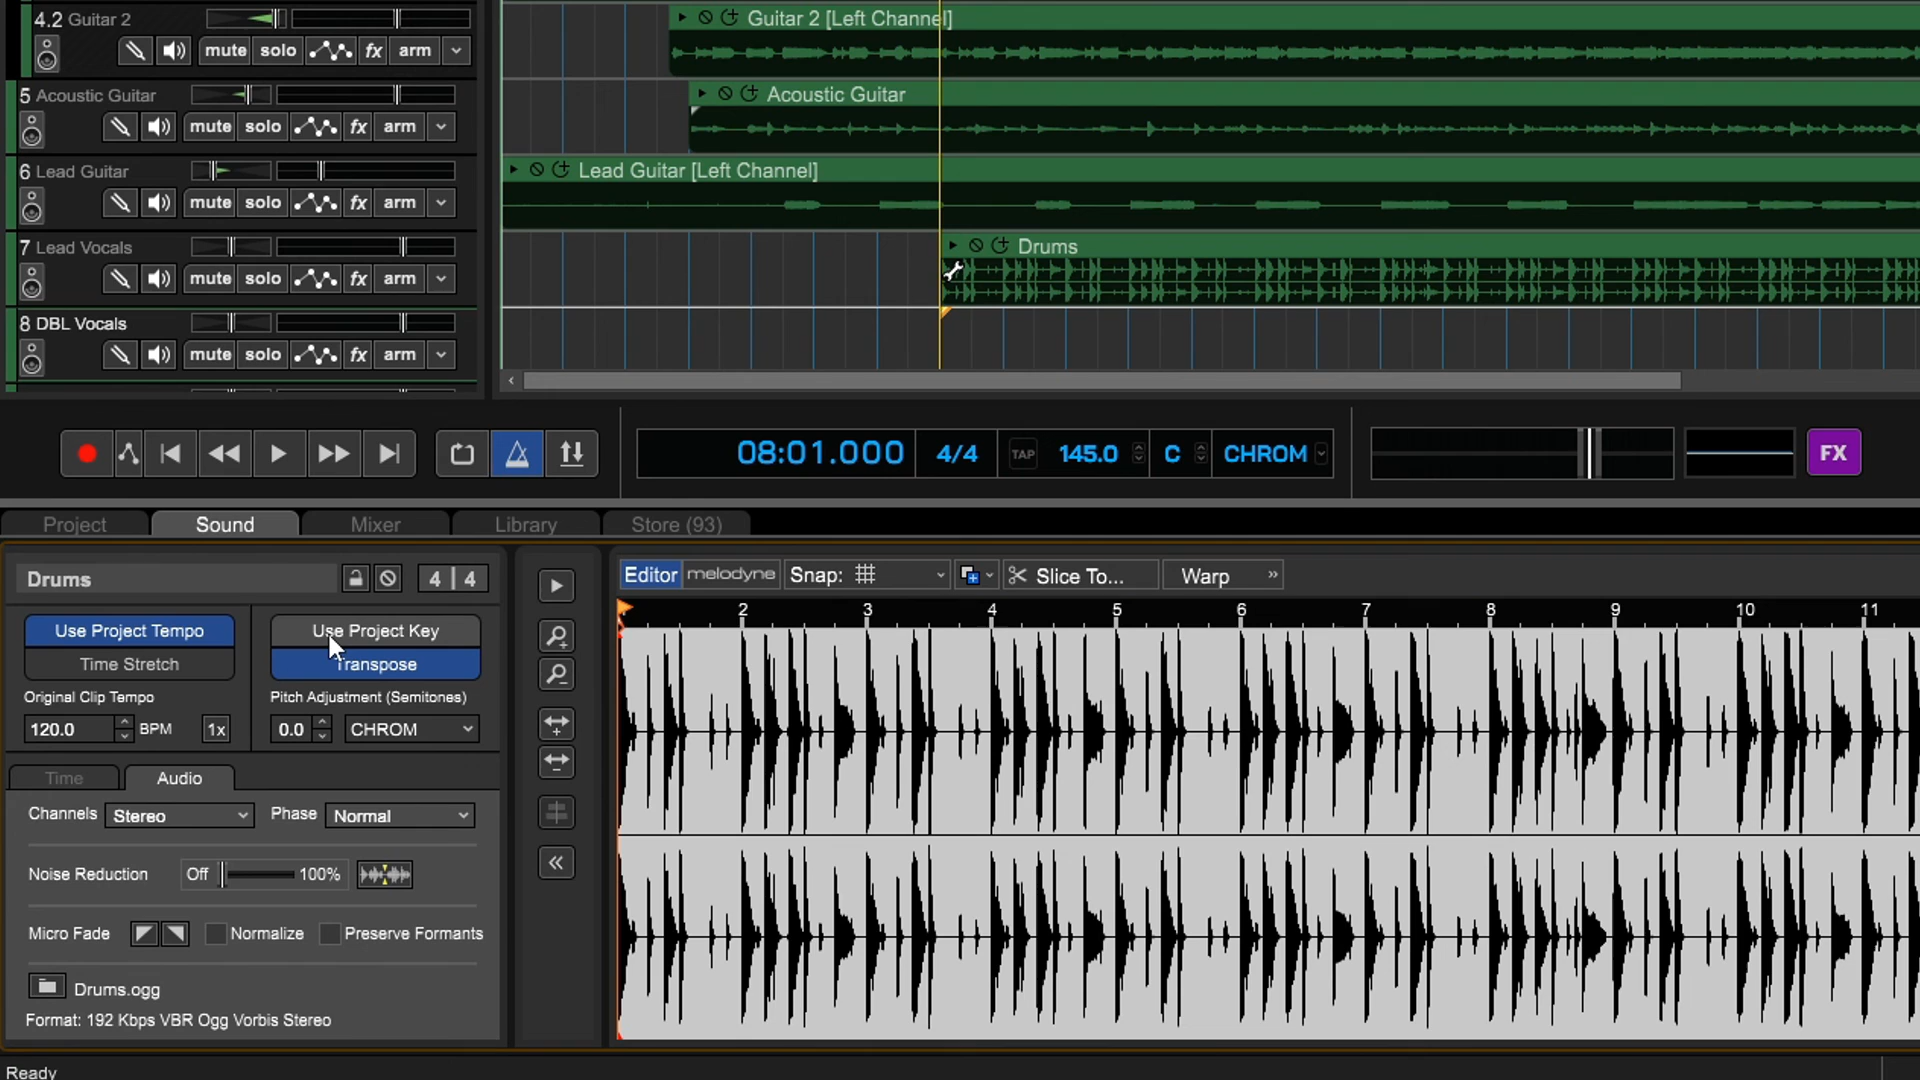 4.2 Guitar 2
mute solo fx arm
5 Acoustic Guitar
mute solo fx arm
6 Lead Guitar
mute solo fx arm
7 Lead Vocals
mute solo fx arm
8 DBL Vocals
mute solo fx arm
Guitar 2 [Left Channel]
Acoustic Guitar
Lead Guitar [Left Channel]
Drums
08:01.000 4/4 TAP 145.0 C CHROM
FX
Project Sound Mixer Library Store (93)
Drums 4 | 4
Use Project Tempo Use Project Key
Time Stretch Transpose
Original Clip Tempo Pitch Adjustment (Semitones)
120.0 BPM 1x 0.0 CHROM
Time Audio
Channels Stereo Phase Normal
Noise Reduction Off 100%
Micro Fade Normalize Preserve Formants
Drums.ogg
Format: 192 Kbps VBR Ogg Vorbis Stereo
Editor melodyne Snap: Slice To... Warp »
2 3 4 5 6 7 8 9 10 11
Ready